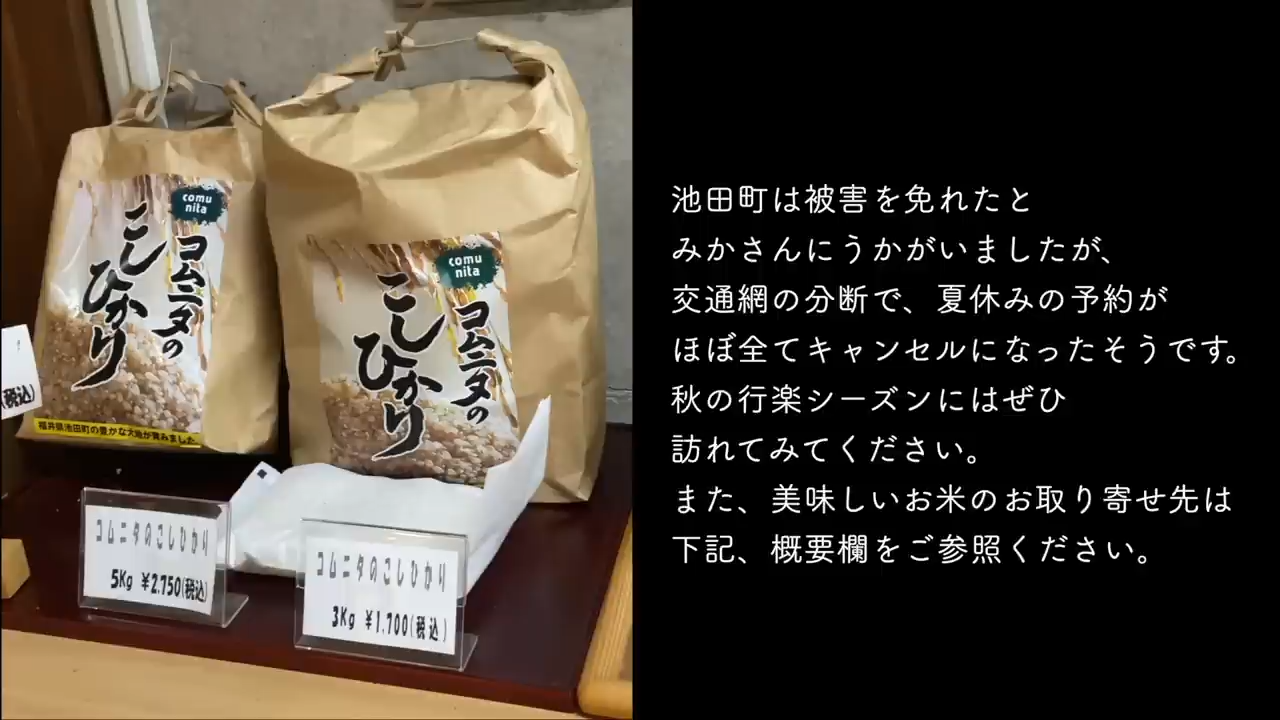 comu
nita
コムニタの
こしひかり
福井県池田町の豊かな大地が育みました。
comu
nita
コムニタの
こしひかり
(税込)
コムニタのこしひかり
5Kg ¥2,750(税込)
コムニタのこしひかり
3Kg ¥1,700(税込)
池田町は被害を免れたと
みかさんにうかがいましたが、
交通網の分断で、夏休みの予約が
ほぼ全てキャンセルになったそうです。
秋の行楽シーズンにはぜひ
訪れてみてください。
また、美味しいお米のお取り寄せ先は
下記、概要欄をご参照ください。